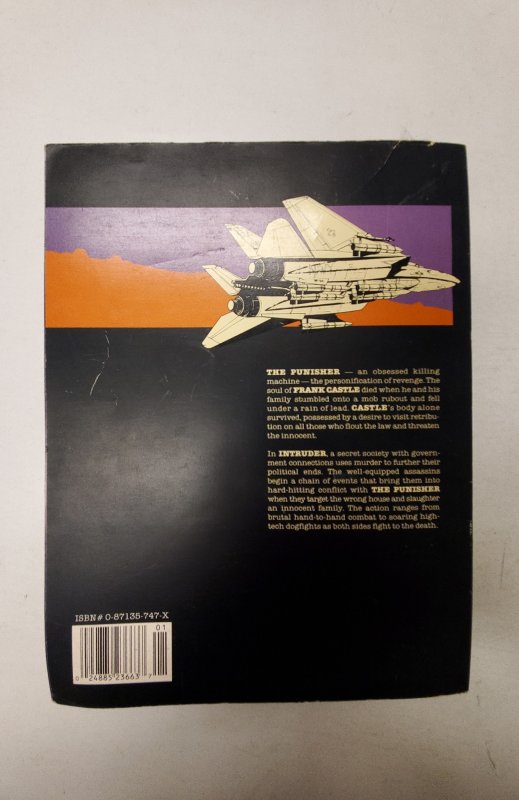 THE PUNISHER — an obsessed killing
machine — the personification of revenge. The
soul of FRANK CASTLE died when he and his
family stumbled onto a mob rubout and fell
under a rain of lead. CASTLE's body alone
survived, possessed by a desire to visit retribu-
tion on all those who flout the law and threaten
the innocent.
In INTRUDER, a secret society with govern-
ment connections uses murder to further their
political ends. The well-equipped assassins
begin a chain of events that bring them into
hard-hitting conflict with THE PUNISHER
when they target the wrong house and slaughter
an innocent family. The action ranges from
brutal hand-to-hand combat to soaring high-
tech dogfights as both sides fight to the death.
ISBN# 0-87135-747-X
01
0 24885 23663 7